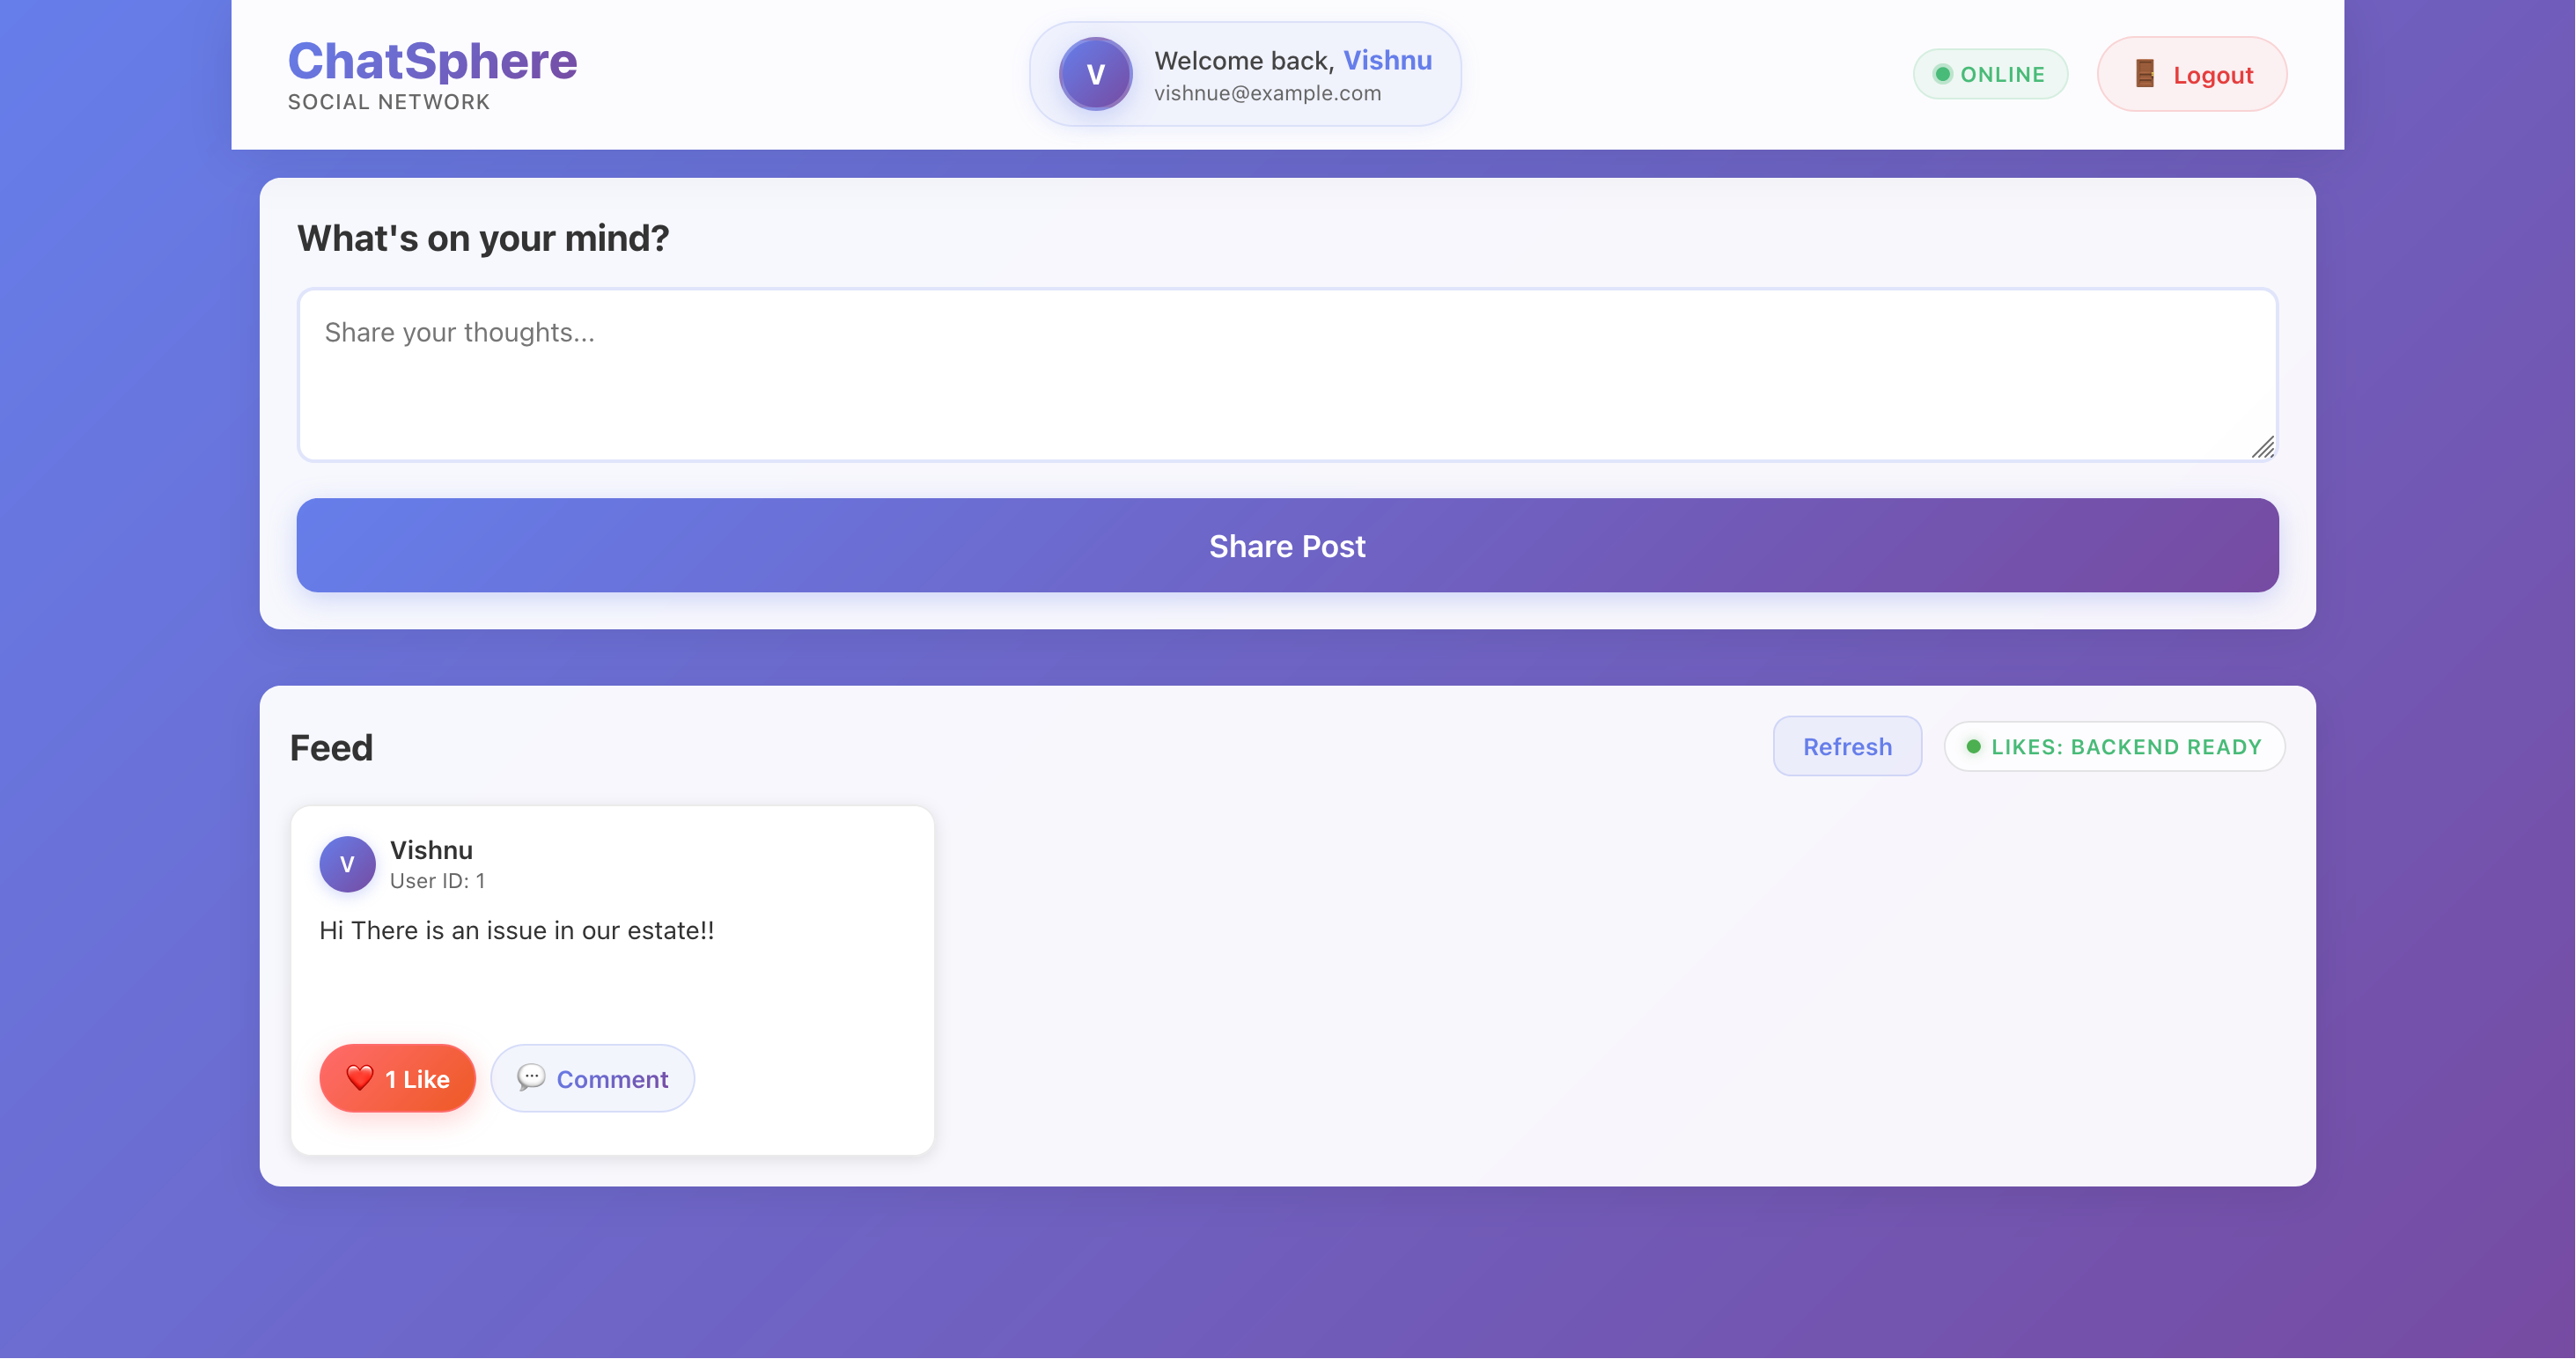 ChatSphere
SOCIAL NETWORK
V
Welcome back, Vishnu
vishnue@example.com
ONLINE
Logout
What's on your mind?
Share your thoughts...
Share Post
Feed
Refresh
LIKES: BACKEND READY
V
Vishnu
User ID: 1
Hi There is an issue in our estate!!
1 Like
Comment